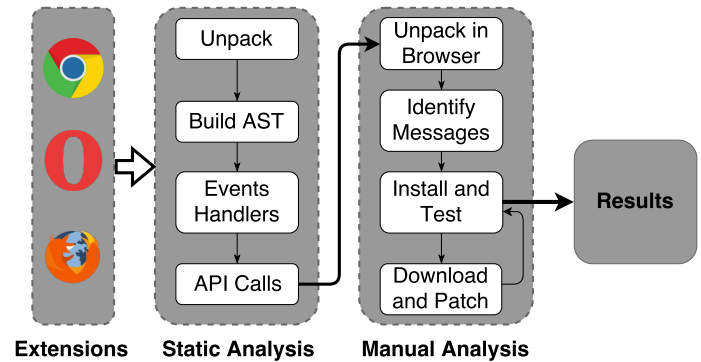 Unpack
Build AST
Events
Handlers
API Calls
Unpack in
Browser
Identify
Messages
Install and
Test
Download
and Patch
Results
Extensions
Static Analysis
Manual Analysis